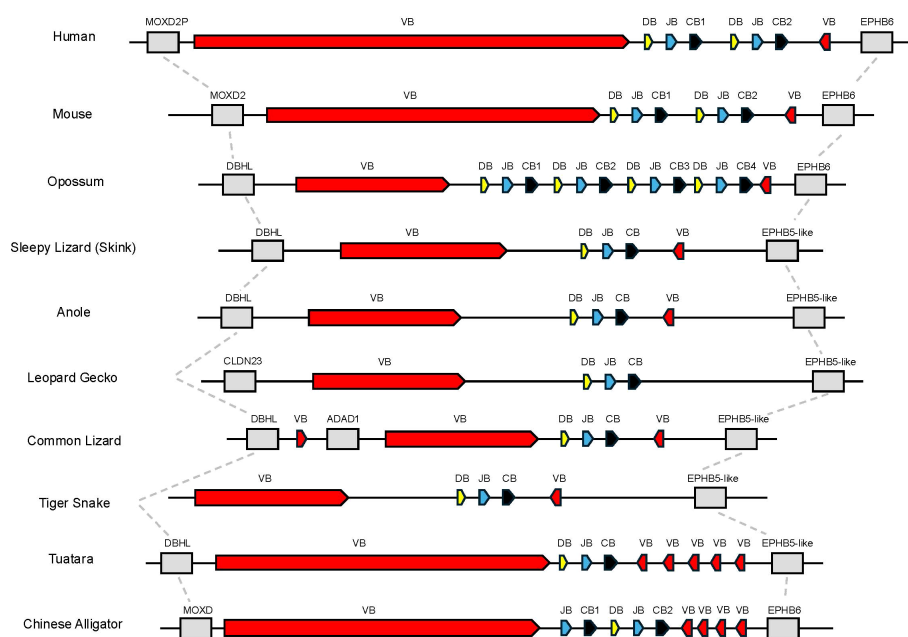 MOXD2P VB DB JB CB1 DB JB CB2 VB EPHB6
Human
MOXD2 VB DB JB CB1 DB JB CB2 VB EPHB6
Mouse
DBHL VB DB JB CB1 DB JB CB2 DB JB CB3 DB JB CB4 VB EPHB6
Opossum
DBHL VB DB JB CB VB EPHB5-like
Sleepy Lizard (Skink)
DBHL VB DB JB CB VB EPHB5-like
Anole
CLDN23 VB DB JB CB EPHB5-like
Leopard Gecko
DBHL VB ADAD1 VB DB JB CB VB EPHB5-like
Common Lizard
VB DB JB CB VB EPHB5-like
Tiger Snake
DBHL VB DB JB CB VB VB VB VB VB EPHB5-like
Tuatara
MOXD VB JB CB1 DB JB CB2 VB VB VB VB EPHB6
Chinese Alligator